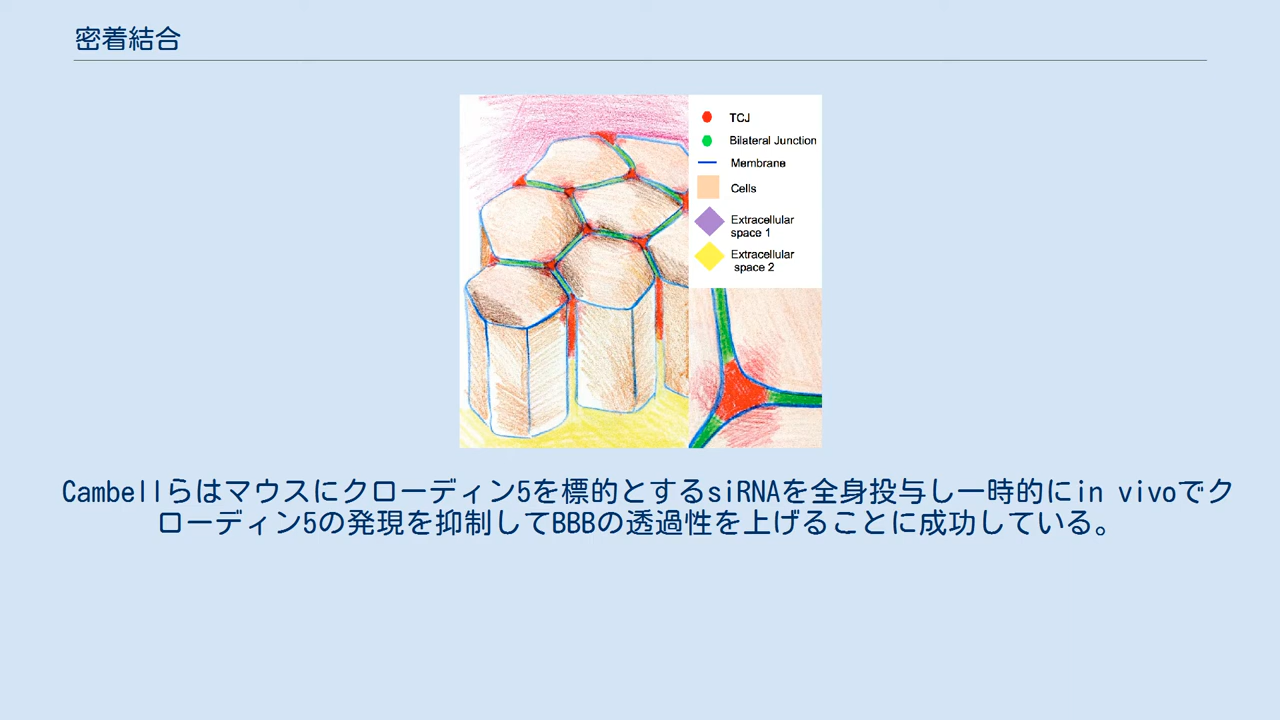 密着結合
TCJ
Bilateral Junction
Membrane
Cells
Extracellular
space 1
Extracellular
space 2
Cambellらはマウスにクローディン5を標的とするsiRNAを全身投与し一時的にin vivoでク
ローディン5の発現を抑制してBBBの透過性を上げることに成功している。